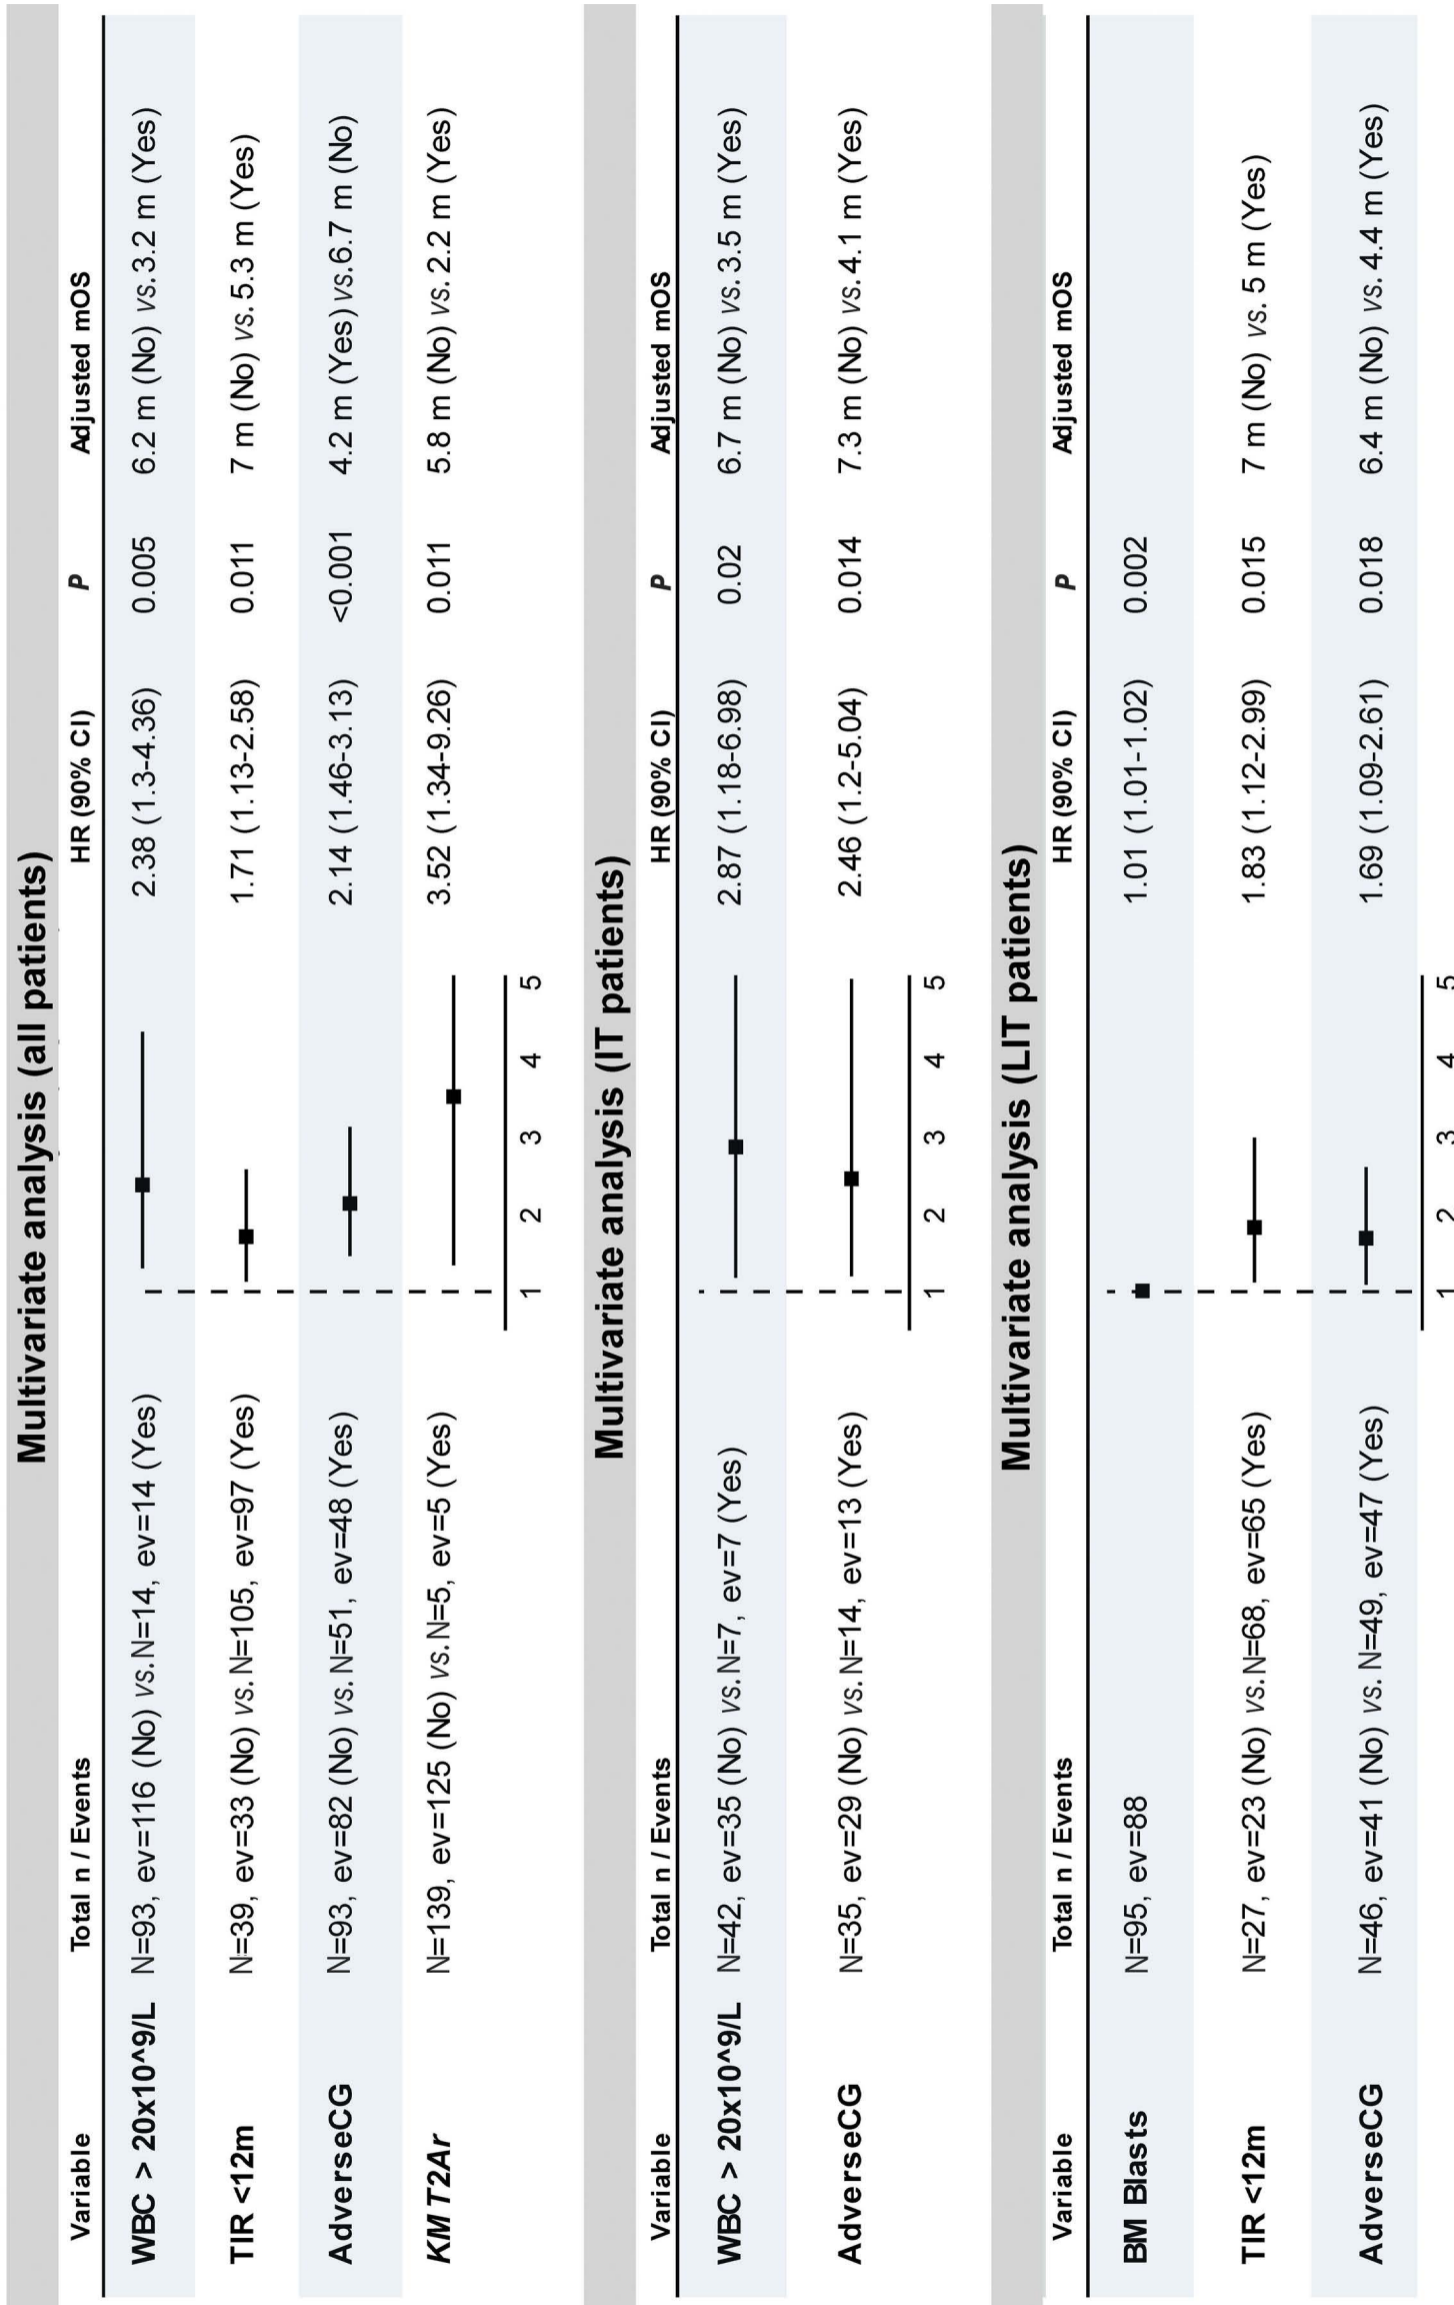 Multivariate analysis (all patients)
Variable Total n / Events HR (90% CI) P Adjusted mOS
WBC > 20x10^9/L N=93, ev=116 (No) vs.N=14, ev=14 (Yes) 2.38 (1.3-4.36) 0.005 6.2 m (No) vs.3.2 m (Yes)
TIR <12m N=39, ev=33 (No) vs.N=105, ev=97 (Yes) 1.71 (1.13-2.58) 0.011 7 m (No) vs.5.3 m (Yes)
AdverseCG N=93, ev=82 (No) vs.N=51, ev=48 (Yes) 2.14 (1.46-3.13) <0.001 4.2 m (Yes) vs.6.7 m (No)
KMT2Ar N=139, ev=125 (No) vs.N=5, ev=5 (Yes) 3.52 (1.34-9.26) 0.011 5.8 m (No) vs. 2.2 m (Yes)
1 2 3 4 5
Multivariate analysis (IT patients)
Variable Total n / Events HR (90% CI) P Adjusted mOS
WBC > 20x10^9/L N=42, ev=35 (No) vs.N=7, ev=7 (Yes) 2.87 (1.18-6.98) 0.02 6.7 m (No) vs. 3.5 m (Yes)
AdverseCG N=35, ev=29 (No) vs.N=14, ev=13 (Yes) 2.46 (1.2-5.04) 0.014 7.3 m (No) vs.4.1 m (Yes)
1 2 3 4 5
Multivariate analysis (LIT patients)
Variable Total n / Events HR (90% CI) P Adjusted mOS
BM Blasts N=95, ev=88 1.01 (1.01-1.02) 0.002
TIR <12m N=27, ev=23 (No) vs.N=68, ev=65 (Yes) 1.83 (1.12-2.99) 0.015 7 m (No) vs. 5 m (Yes)
AdverseCG N=46, ev=41 (No) vs. N=49, ev=47 (Yes) 1.69 (1.09-2.61) 0.018 6.4 m (No) vs.4.4 m (Yes)
1 2 3 4 5